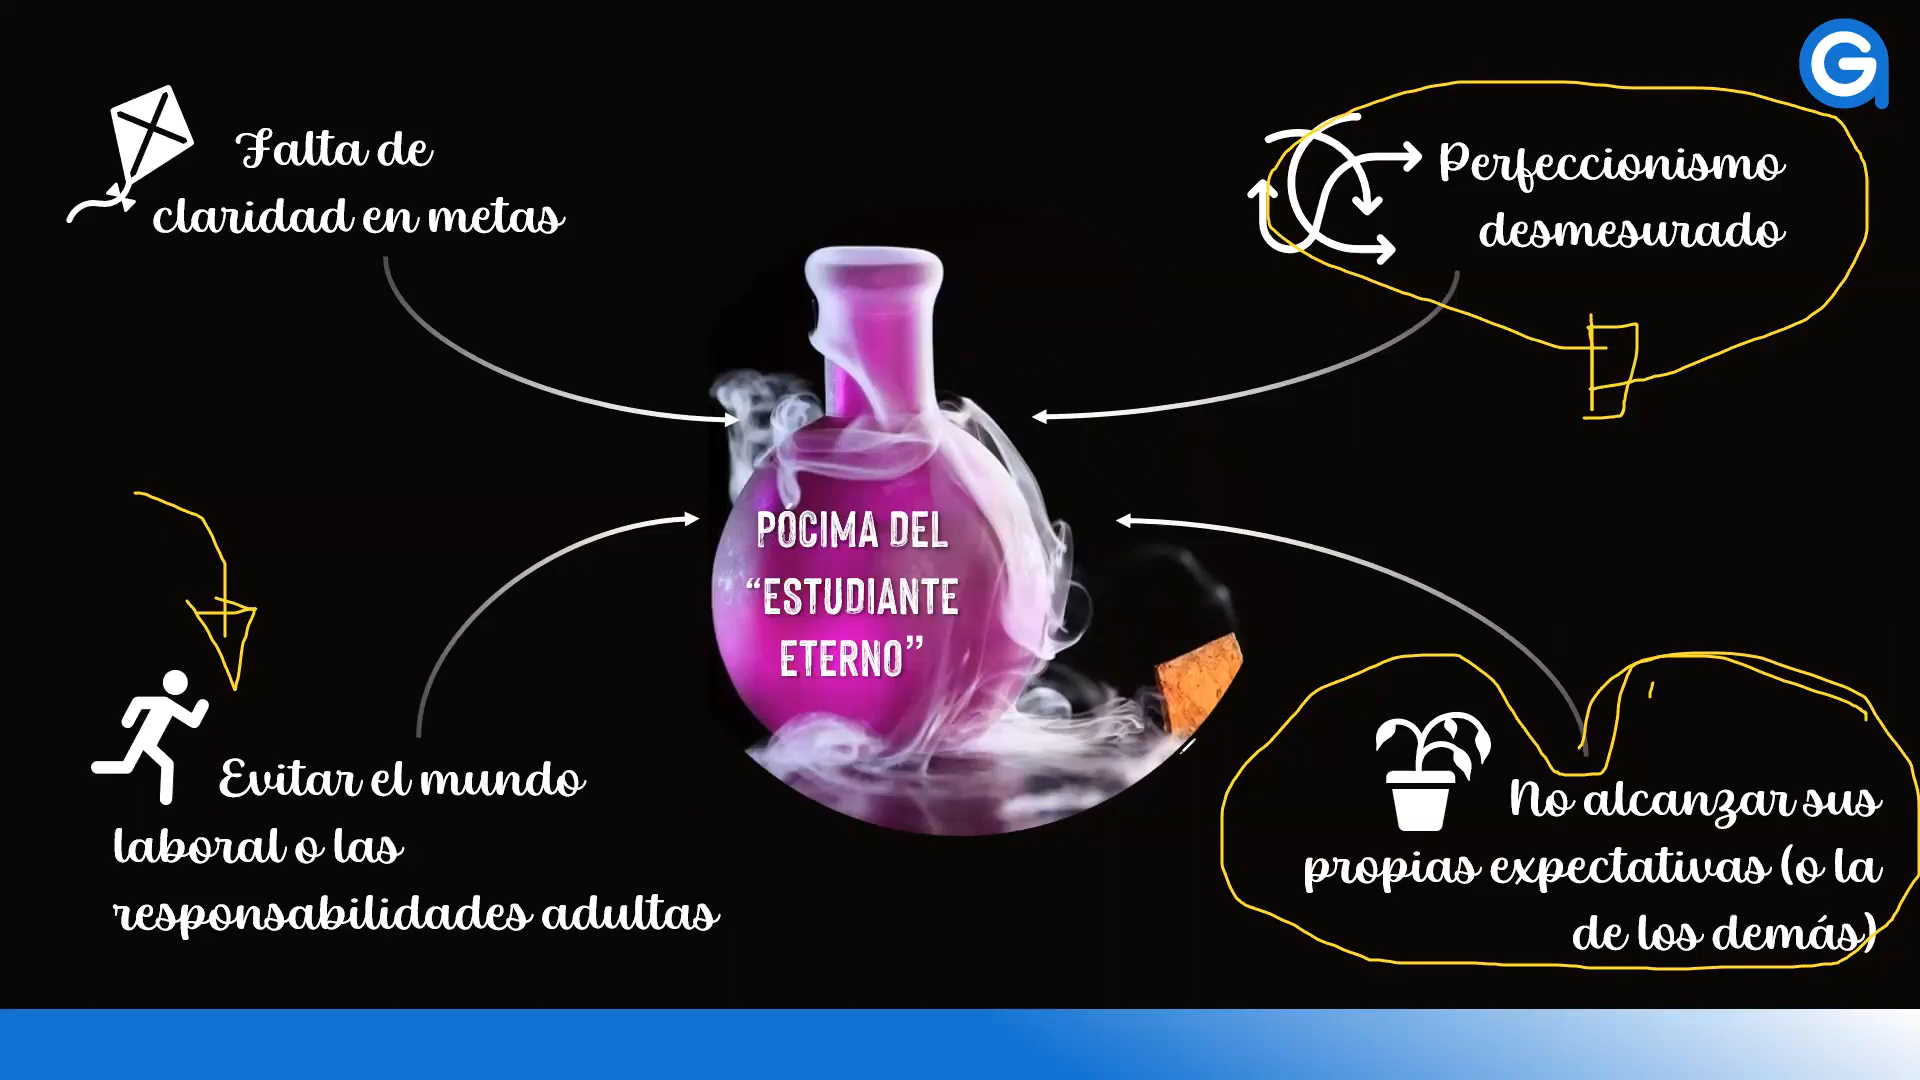 Falta de
claridad en metas
Perfeccionismo
desmesurado
PÓCIMA DEL
“ESTUDIANTE
ETERNO”
Evitar el mundo
laboral o las
responsabilidades adultas
No alcanzar sus
propias expectativas (o la
de los demás)